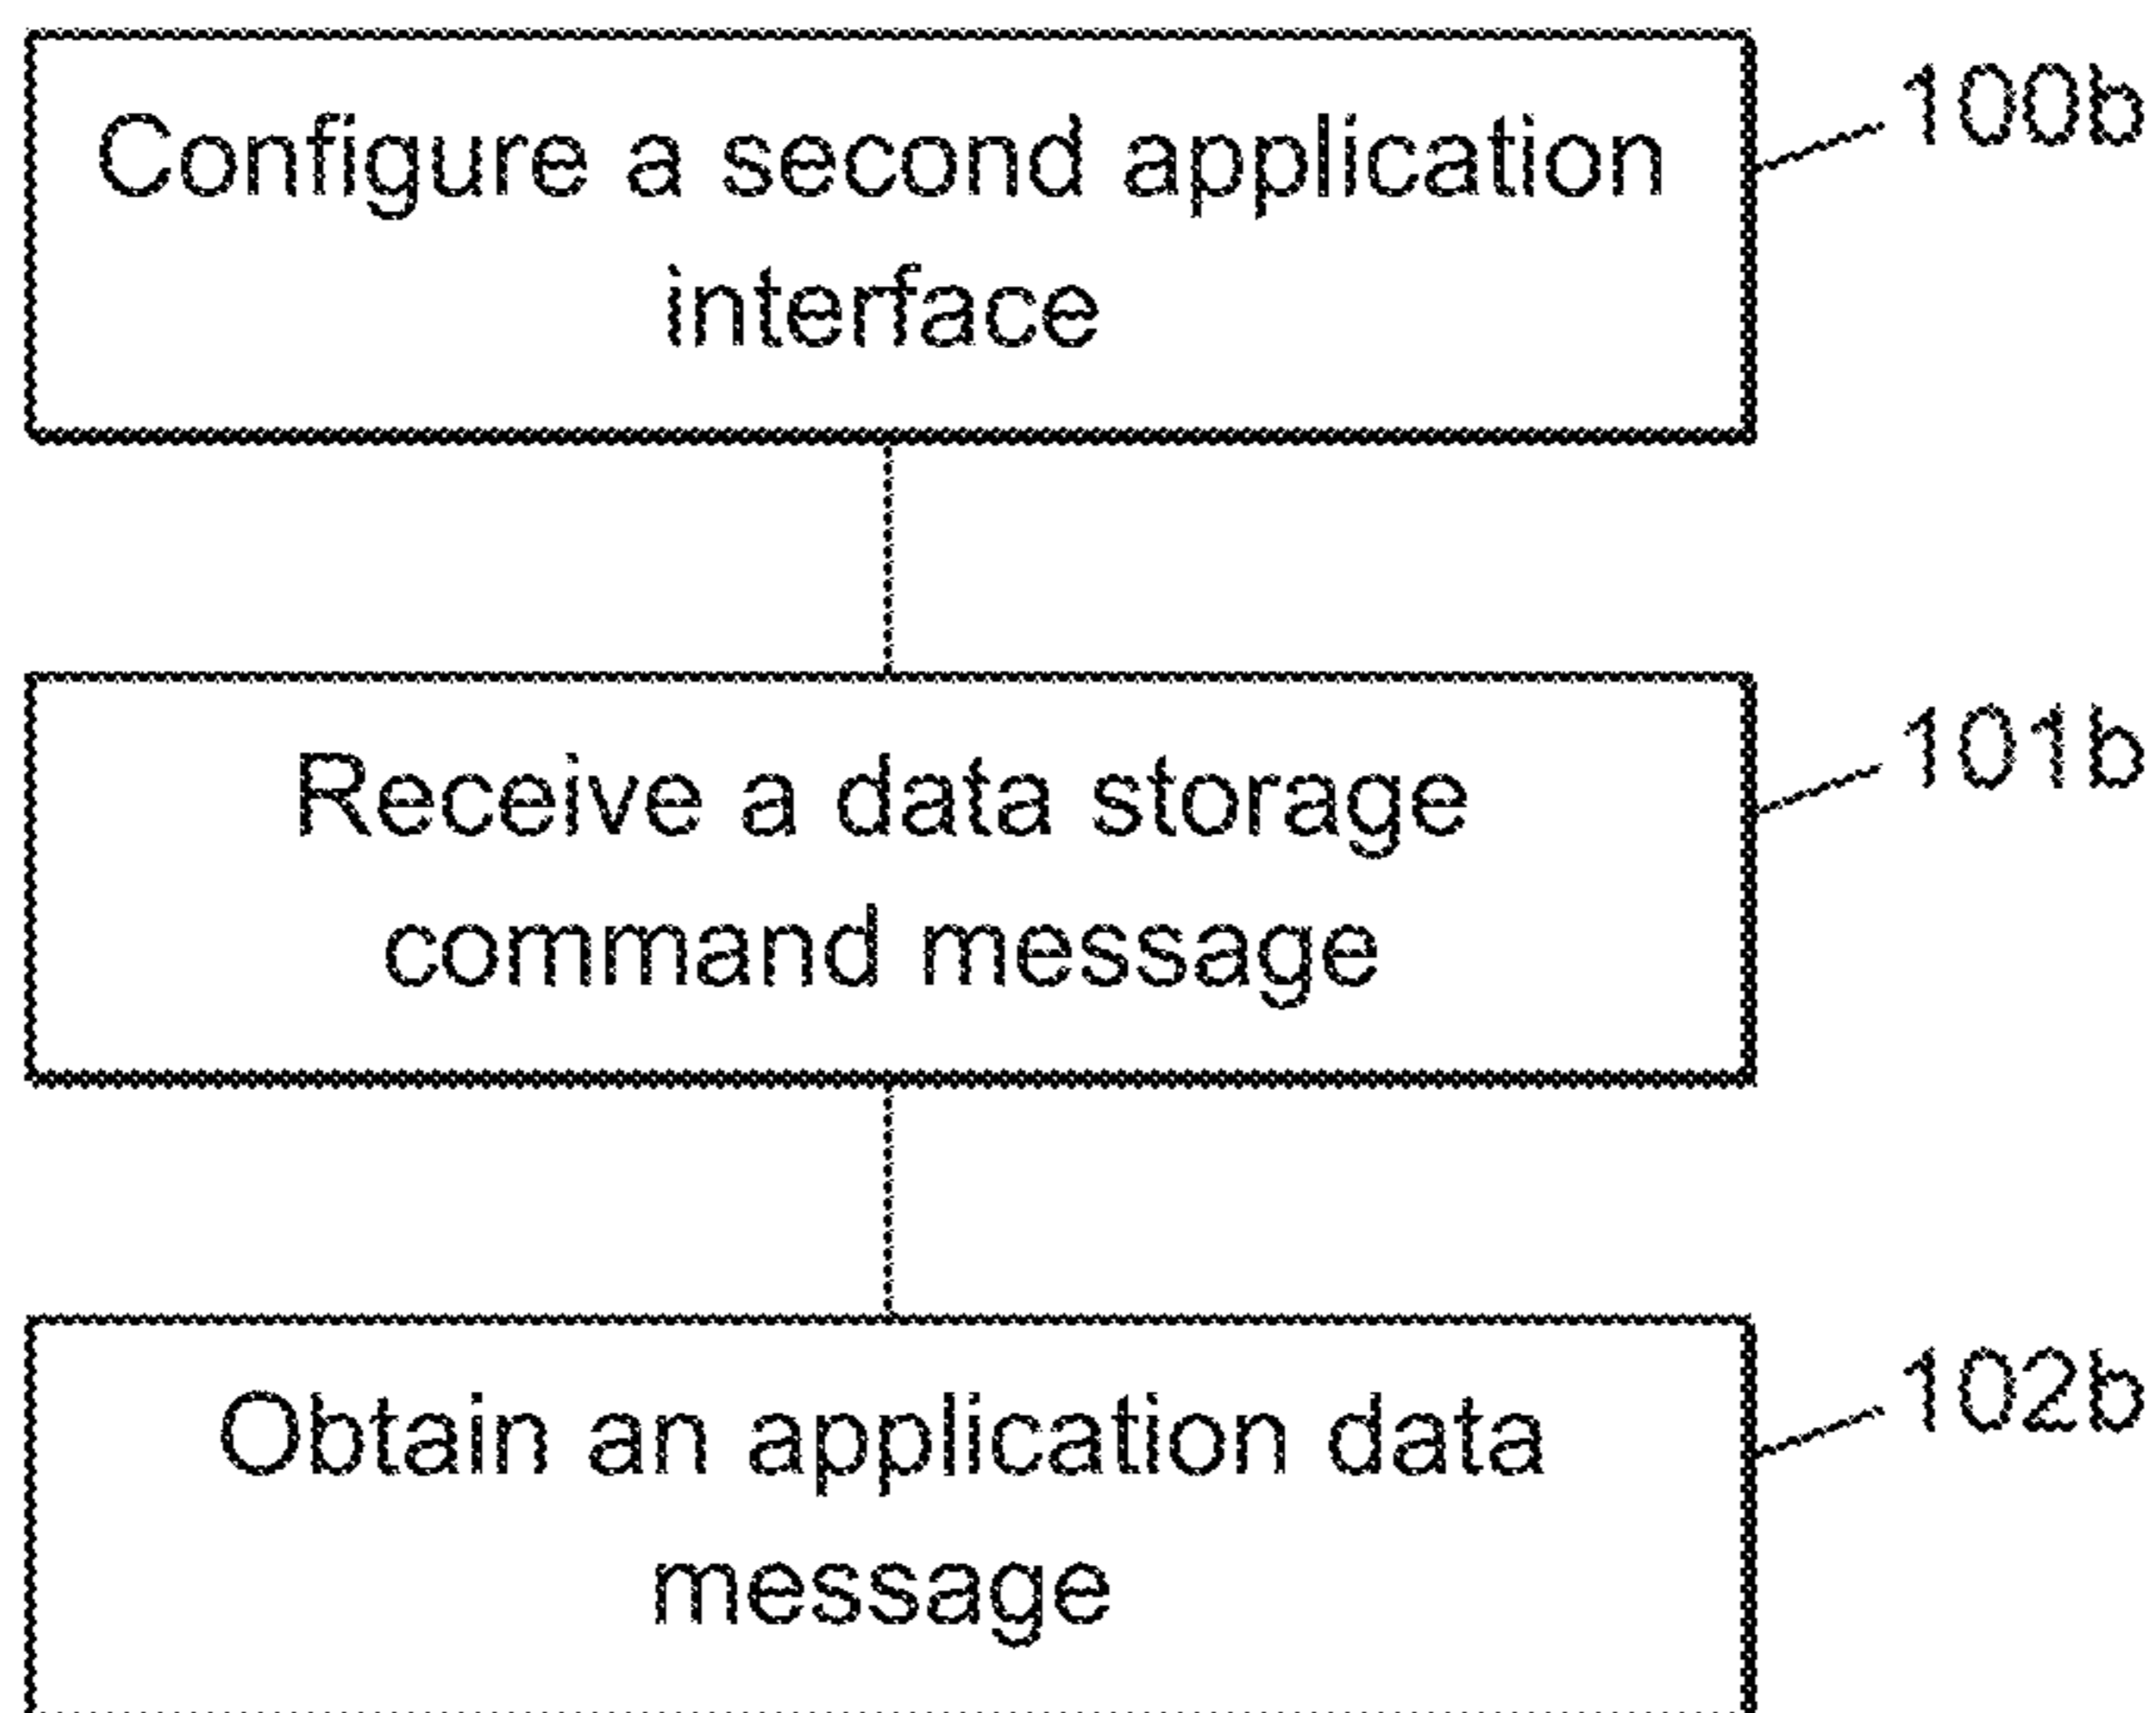 Configure a second application
interface
100b
Receive a data storage
command message
101b
Obtain an application data
message
102b